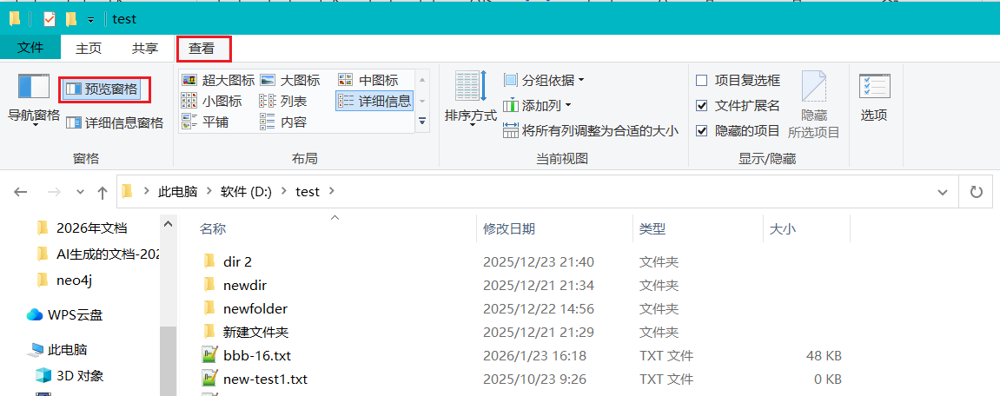 test
文件 主页 共享 查看
导航窗格
预览窗格
详细信息窗格
窗格
超大图标 大图标 中图标
小图标 列表 详细信息
平铺 内容
布局
排序方式
分组依据
添加列
将所有列调整为合适的大小
当前视图
项目复选框
文件扩展名
隐藏的项目
隐藏
所选项目
显示/隐藏
选项
此电脑 软件 (D:) test
2026年文档
AI生成的文档-202
neo4j
WPS云盘
此电脑
3D 对象
名称 修改日期 类型 大小
dir 2 2025/12/23 21:40 文件夹
newdir 2025/12/21 21:34 文件夹
newfolder 2025/12/22 14:56 文件夹
新建文件夹 2025/12/21 21:29 文件夹
bbb-16.txt 2026/1/23 16:18 TXT 文件 48 KB
new-test1.txt 2025/10/23 9:26 TXT 文件 0 KB